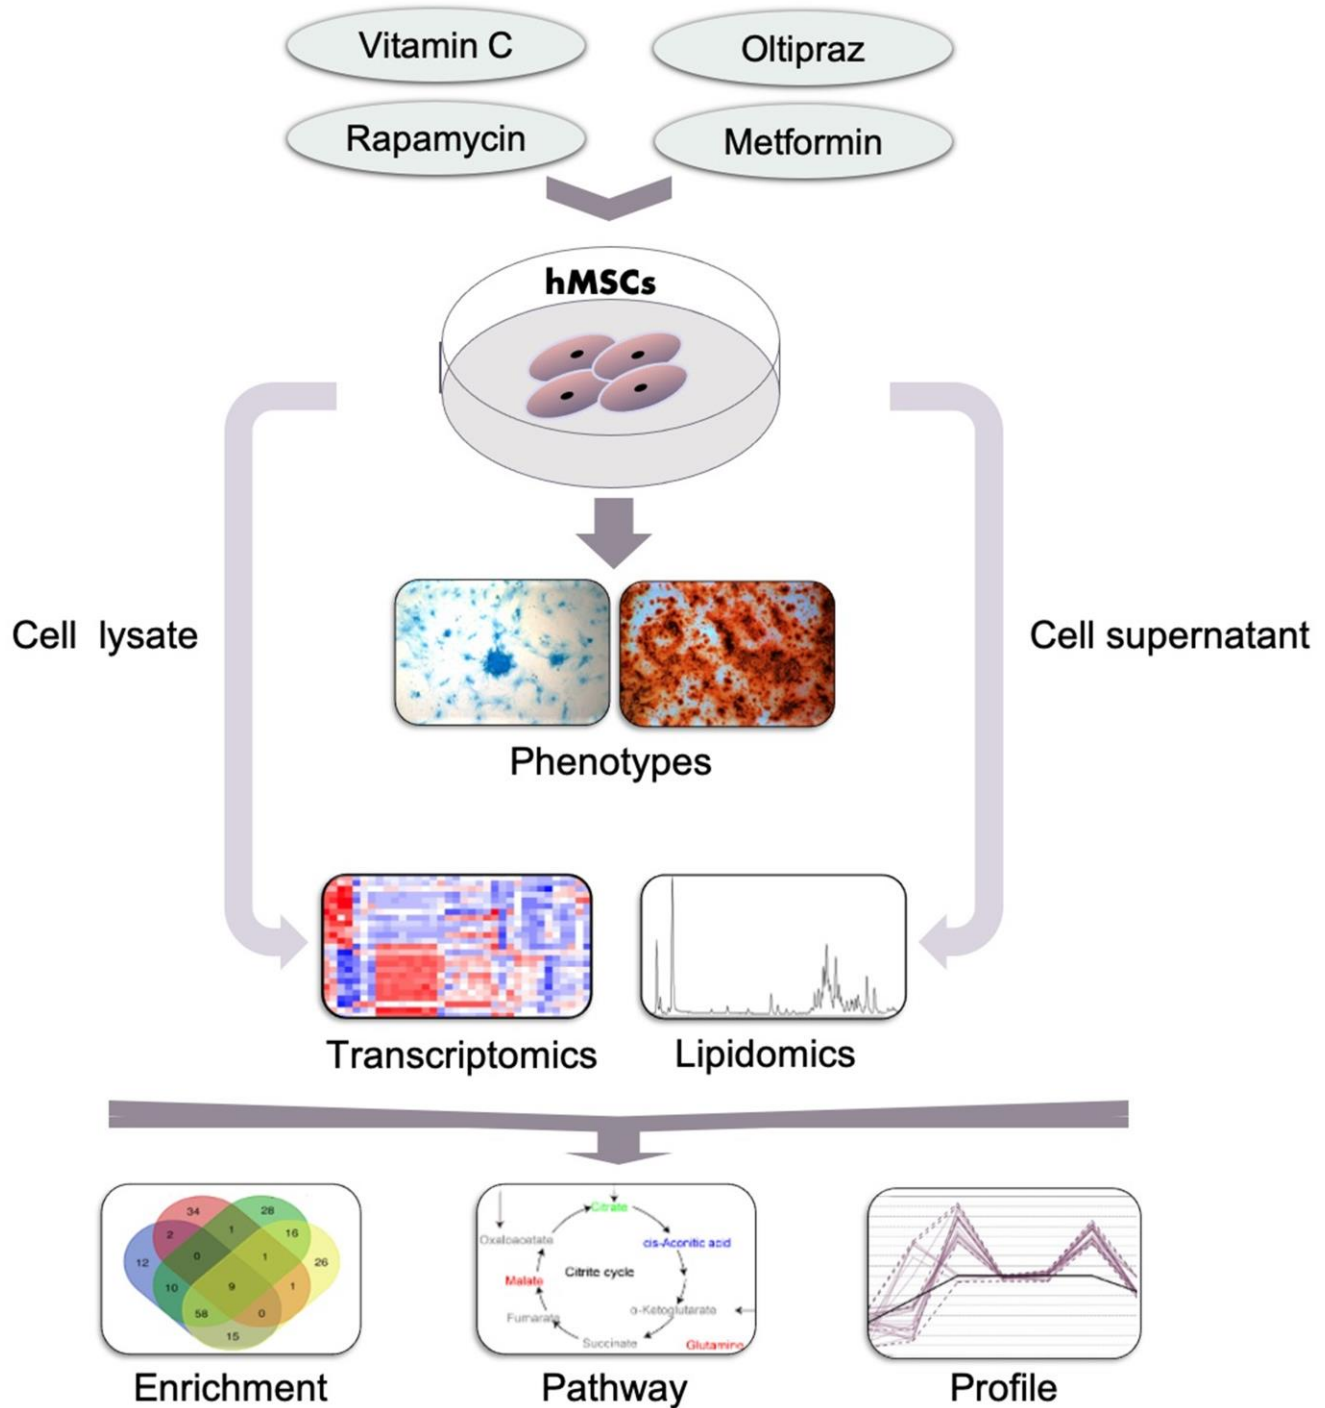 Vitamin C
Oltipraz
Rapamycin
Metformin
hMSCs
Cell lysate
Cell supernatant
Phenotypes
Transcriptomics
Lipidomics
34
28
2
1
16
12
0
1
26
10
9
1
58
0
15
Citrate
Oxaloacetate
cis-Aconitic acid
Malate
Citrite cycle
α-Ketoglutarate
Fumarate
Succinate
Glutamine
Enrichment
Pathway
Profile